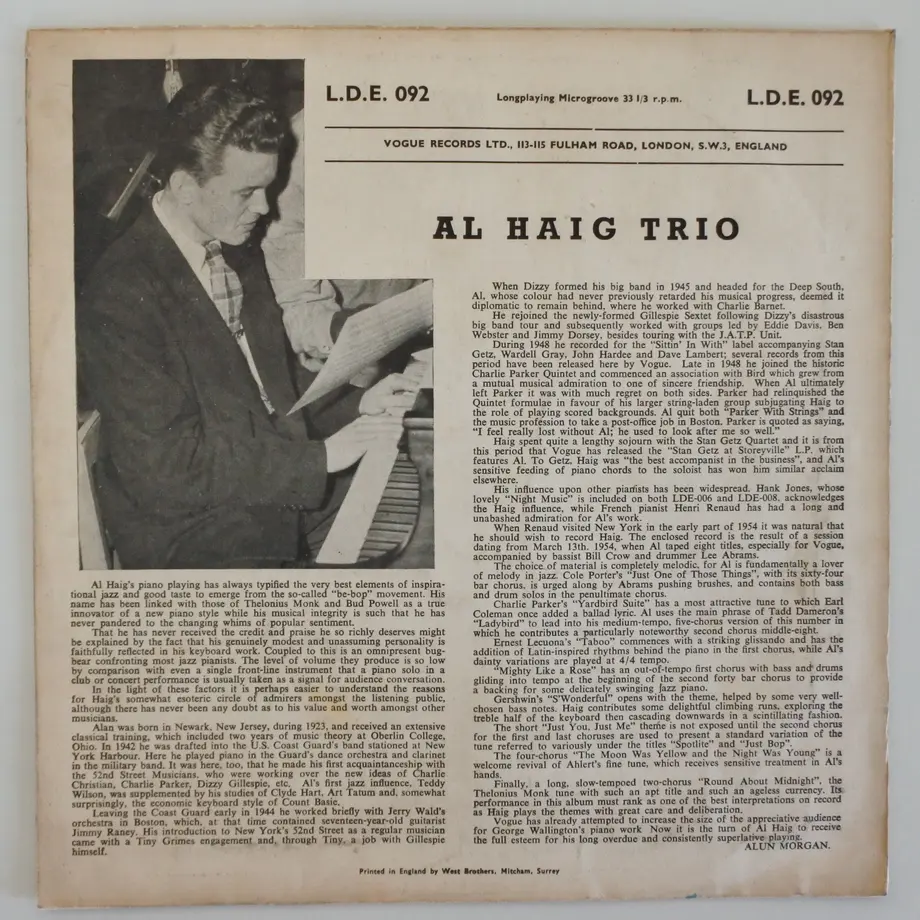 L.D.E. 092
Longplaying Microgroove 33 1/3 r.p.m.
L.D.E. 092
VOGUE RECORDS LTD., 113-115 FULHAM ROAD, LONDON, S.W.3, ENGLAND
AL HAIG TRIO
Al Haig's piano playing has always typified the very best elements of inspira-
tional jazz and good taste to emerge from the so-called "be-bop" movement. His
name has been linked with those of Thelonius Monk and Bud Powell as a true
innovator of a new piano style while his musical integrity is such that he has
never pandered to the changing whims of popular sentiment.
That he has never received the credit and praise he so richly deserves might
be explained by the fact that his genuinely modest and unassuming personality is
faithfully reflected in his keyboard work. Coupled to this is an omnipresent bug-
bear confronting most jazz pianists. The level of volume they produce is so low
by comparison with even a single front-line instrument that a piano solo in a
club or concert performance is usually taken as a signal for audience conversation.
In the light of these factors it is perhaps easier to understand the reasons
for Haig's somewhat esoteric circle of admirers amongst the listening public,
although there has never been any doubt as to his value and worth amongst other
musicians.
Alan was born in Newark, New Jersey, during 1923, and received an extensive
classical training, which included two years of music theory at Oberlin College,
Ohio. In 1942 he was drafted into the U.S. Coast Guard's band stationed at New
York Harbour. Here he played piano in the Guard's dance orchestra and clarinet
in the military band. It was here, too, that he made his first acquaintanceship with
the 52nd Street Musicians, who were working over the new ideas of Charlie
Christian, Charlie Parker, Dizzy Gillespie, etc. Al's first jazz influence, Teddy
Wilson, was supplemented by his studies of Clyde Hart, Art Tatum and, somewhat
surprisingly, the economic keyboard style of Count Basie.
Leaving the Coast Guard early in 1944 he worked briefly with Jerry Wald's
orchestra in Boston, which, at that time contained seventeen-year-old guitarist
Jimmy Raney. His introduction to New York's 52nd Street as a regular musician
came with a Tiny Grimes engagement and, through Tiny, a job with Gillespie
himself.
When Dizzy formed his big band in 1945 and headed for the Deep South,
Al, whose colour had never previously retarded his musical progress, deemed it
diplomatic to remain behind, where he worked with Charlie Barnet.
He rejoined the newly-formed Gillespie Sextet following Dizzy's disastrous
big band tour and subsequently worked with groups led by Eddie Davis, Ben
Webster and Jimmy Dorsey, besides touring with the J.A.T.P. Unit.
During 1948 he recorded for the "Sittin' In With" label accompanying Stan
Getz, Wardell Gray, John Hardee and Dave Lambert; several records from this
period have been released here by Vogue. Late in 1948 he joined the historic
Charlie Parker Quintet and commenced an association with Bird which grew from
a mutual musical admiration to one of sincere friendship. When Al ultimately
left Parker it was with much regret on both sides. Parker had relinquished the
Quintet formulae in favour of his larger string-laden group subjugating Haig to
the role of playing scored backgrounds. Al quit both "Parker With Strings" and
the music profession to take a post-office job in Boston. Parker is quoted as saying,
"I feel really lost without Al; he used to look after me so well."
Haig spent quite a lengthy sojourn with the Stan Getz Quartet and it is from
this period that Vogue has released the "Stan Getz at Storeyville" L.P. which
features Al. To Getz, Haig was "the best accompanist in the business", and Al's
sensitive feeding of piano chords to the soloist has won him similar acclaim
elsewhere.
His influence upon other pianists has been widespread. Hank Jones, whose
lovely "Night Music" is included on both LDE-006 and LDE-008, acknowledges
the Haig influence, while French pianist Henri Renaud has had a long and
unabashed admiration for Al's work.
When Renaud visited New York in the early part of 1954 it was natural that
he should wish to record Haig. The enclosed record is the result of a session
dating from March 13th, 1954, when Al taped eight titles, especially for Vogue,
accompanied by bassist Bill Crow and drummer Lee Abrams.
The choice of material is completely melodic, for Al is fundamentally a lover
of melody in jazz. Cole Porter's "Just One of Those Things", with its sixty-four
bar chorus, is urged along by Abrams pushing brushes, and contains both bass
and drum solos in the penultimate chorus.
Charlie Parker's "Yardbird Suite" has a most attractive tune to which Earl
Coleman once added a ballad lyric. Al uses the main phrase of Tadd Dameron's
"Ladybird" to lead into his medium-tempo, five-chorus version of this number in
which he contributes a particularly noteworthy second chorus middle-eight.
Ernest Lecuona's "Taboo" commences with a striking glissando and has the
addition of Latin-inspired rhythms behind the piano in the first chorus, while Al's
dainty variations are played at 4/4 tempo.
"Mighty Like a Rose" has an out-of-tempo first chorus with bass and drums
gliding into tempo at the beginning of the second forty bar chorus to provide
a backing for some delicately swinging jazz piano.
Gershwin's "S'Wonderful" opens with the theme, helped by some very well-
chosen bass notes. Haig contributes some delightful climbing runs, exploring the
treble half of the keyboard then cascading downwards in a scintillating fashion.
The short "Just You, Just Me" theme is not exposed until the second chorus
for the first and last choruses are used to present a standard variation of the
tune referred to variously under the titles "Spotlite" and "Just Bop".
The four-chorus "The Moon Was Yellow and the Night Was Young" is a
welcome revival of Ahlert's fine tune, which receives sensitive treatment in Al's
hands.
Finally, a long, slow-tempoed two-chorus "Round About Midnight", the
Thelonius Monk tune with such an apt title and such an ageless currency. Its
performance in this album must rank as one of the best interpretations on record
as Haig plays the themes with great care and deliberation.
Vogue has already attempted to increase the size of the appreciative audience
for George Wallington's piano work Now it is the turn of Al Haig to receive
the full esteem for his long overdue and consistently superlative playing.
ALUN MORGAN.
Printed in England by West Brothers, Mitcham, Surrey